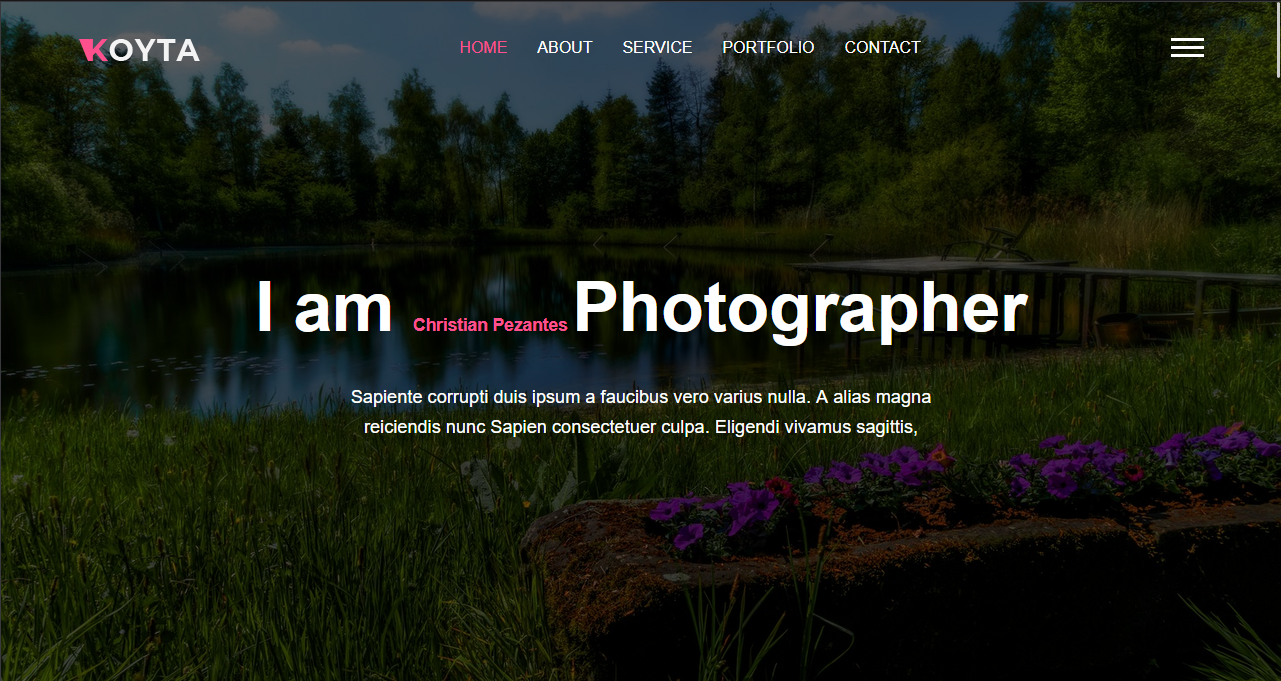 KOYTA
HOME ABOUT SERVICE PORTFOLIO CONTACT
I am Christian Pezantes Photographer
Sapiente corrupti duis ipsum a faucibus vero varius nulla. A alias magna
reiciendis nunc Sapien consectetuer culpa. Eligendi vivamus sagittis,